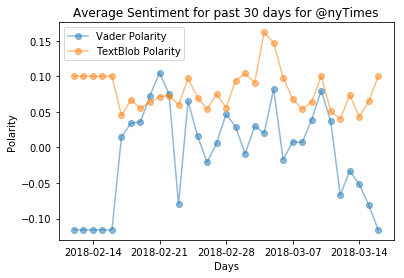 Average Sentiment for past 30 days for @nyTimes
Vader Polarity
TextBlob Polarity
Polarity
0.15
0.10
0.05
0.00
−0.05
−0.10
2018-02-14 2018-02-21 2018-02-28 2018-03-07 2018-03-14
Days